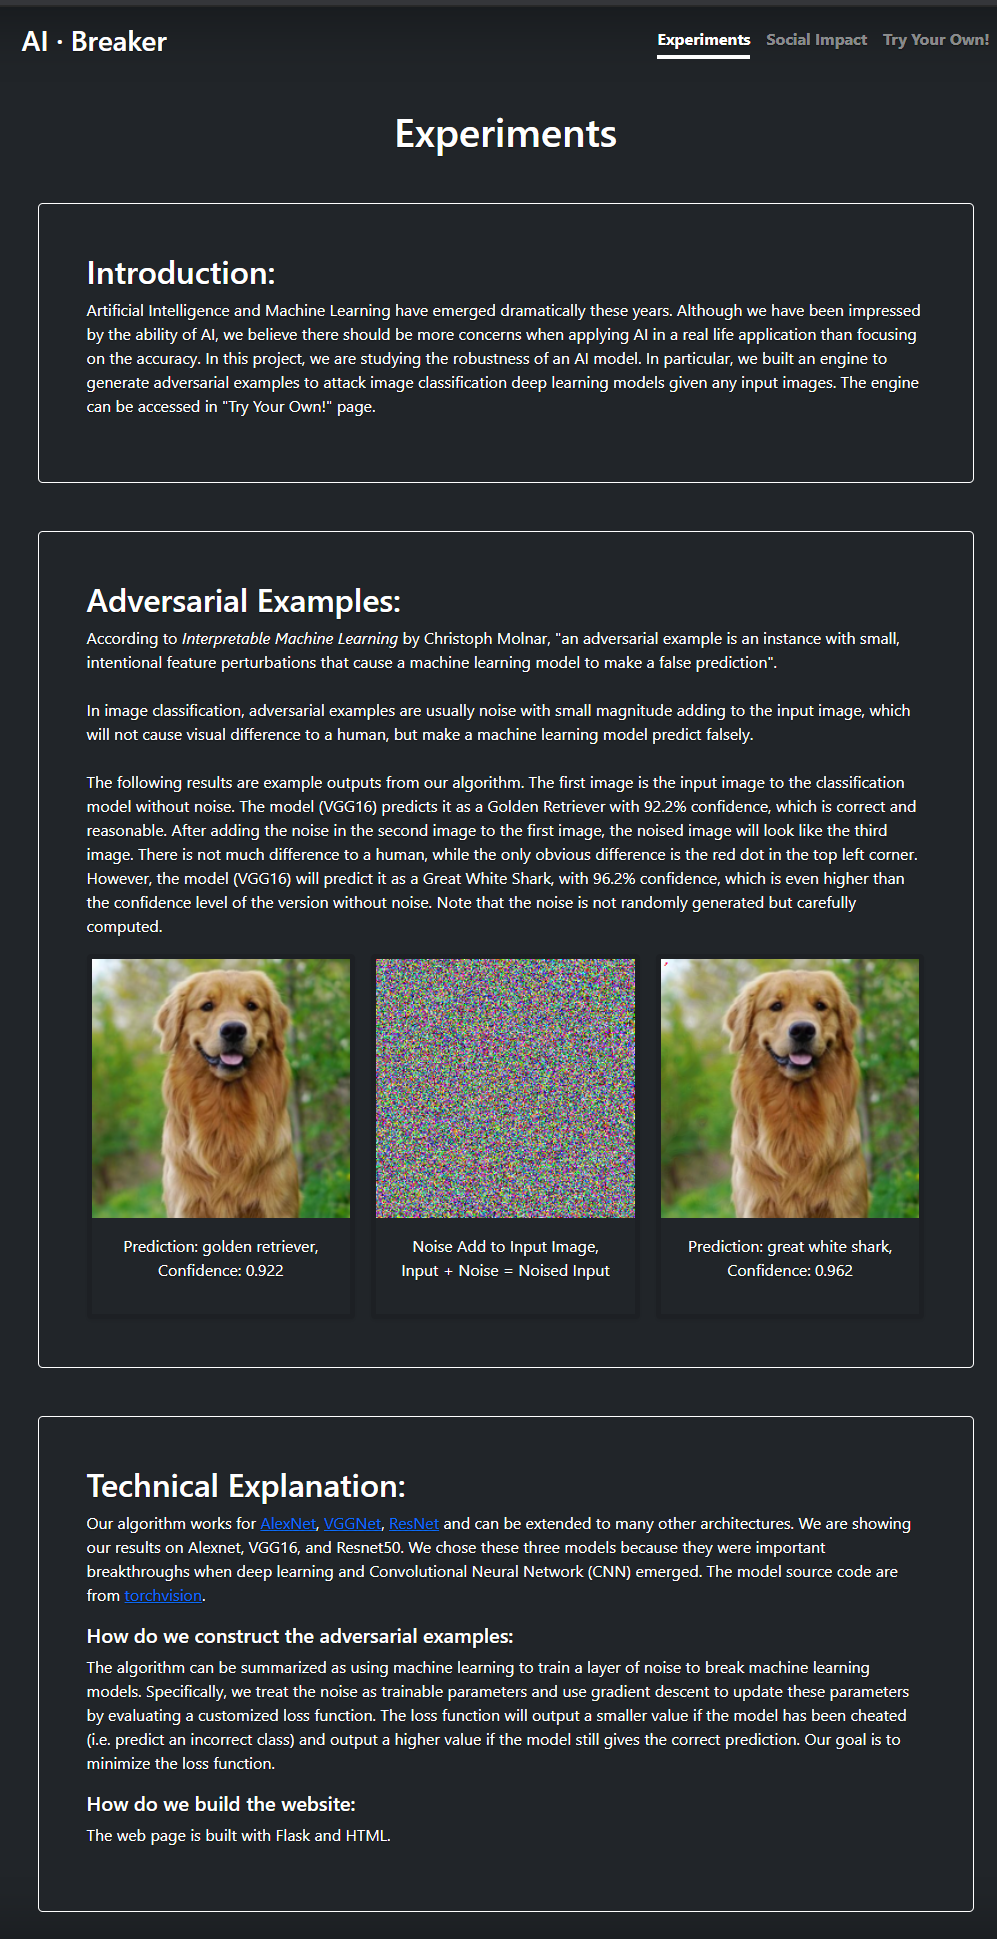 AI · Breaker
Experiments
Social Impact
Try Your Own!
Experiments
Introduction:
Artificial Intelligence and Machine Learning have emerged dramatically these years. Although we have been impressed
by the ability of AI, we believe there should be more concerns when applying AI in a real life application than focusing
on the accuracy. In this project, we are studying the robustness of an AI model. In particular, we built an engine to
generate adversarial examples to attack image classification deep learning models given any input images. The engine
can be accessed in "Try Your Own!" page.
Adversarial Examples:
According to Interpretable Machine Learning by Christoph Molnar, "an adversarial example is an instance with small,
intentional feature perturbations that cause a machine learning model to make a false prediction".
In image classification, adversarial examples are usually noise with small magnitude adding to the input image, which
will not cause visual difference to a human, but make a machine learning model predict falsely.
The following results are example outputs from our algorithm. The first image is the input image to the classification
model without noise. The model (VGG16) predicts it as a Golden Retriever with 92.2% confidence, which is correct and
reasonable. After adding the noise in the second image to the first image, the noised image will look like the third
image. There is not much difference to a human, while the only obvious difference is the red dot in the top left corner.
However, the model (VGG16) will predict it as a Great White Shark, with 96.2% confidence, which is even higher than
the confidence level of the version without noise. Note that the noise is not randomly generated but carefully
computed.
Prediction: golden retriever,
Confidence: 0.922
Noise Add to Input Image,
Input + Noise = Noised Input
Prediction: great white shark,
Confidence: 0.962
Technical Explanation:
Our algorithm works for AlexNet, VGGNet, ResNet and can be extended to many other architectures. We are showing
our results on Alexnet, VGG16, and Resnet50. We chose these three models because they were important
breakthroughs when deep learning and Convolutional Neural Network (CNN) emerged. The model source code are
from torchvision.
How do we construct the adversarial examples:
The algorithm can be summarized as using machine learning to train a layer of noise to break machine learning
models. Specifically, we treat the noise as trainable parameters and use gradient descent to update these parameters
by evaluating a customized loss function. The loss function will output a smaller value if the model has been cheated
(i.e. predict an incorrect class) and output a higher value if the model still gives the correct prediction. Our goal is to
minimize the loss function.
How do we build the website:
The web page is built with Flask and HTML.